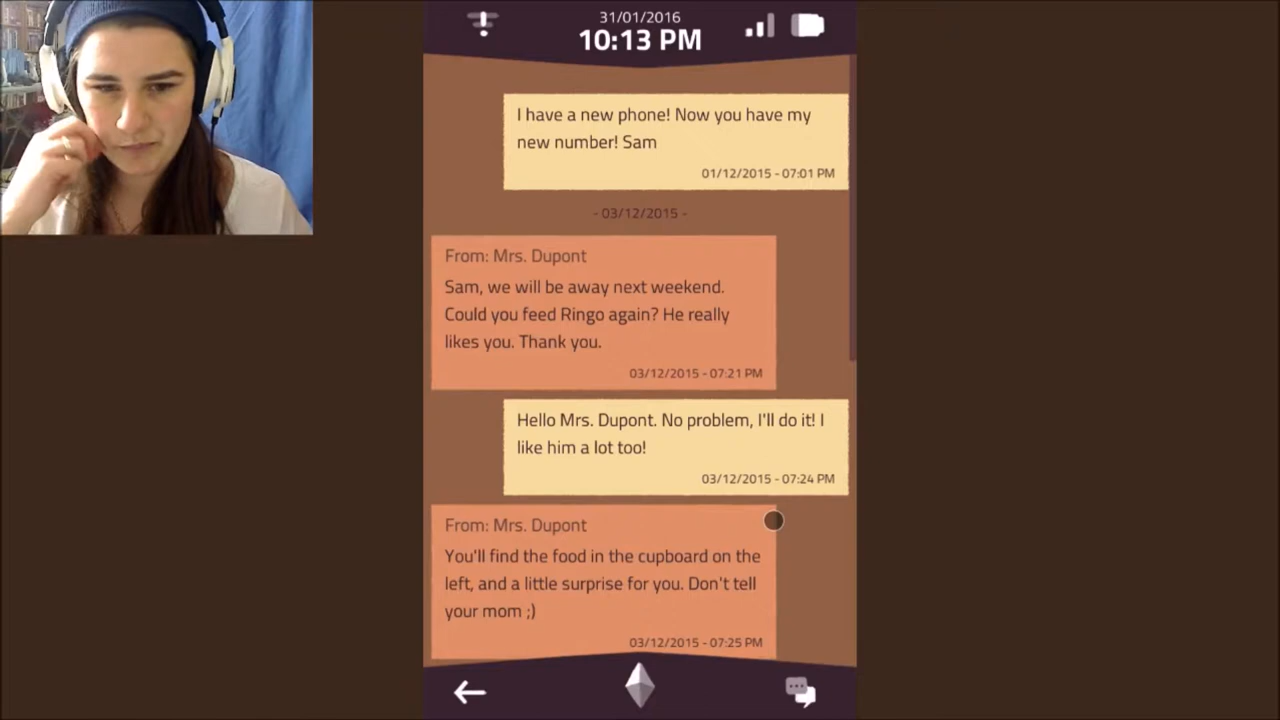 31/01/2016
10:13 PM
I have a new phone! Now you have my
new number! Sam
01/12/2015 - 07:01 PM
- 03/12/2015 -
From: Mrs. Dupont
Sam, we will be away next weekend.
Could you feed Ringo again? He really
likes you. Thank you.
03/12/2015 - 07:21 PM
Hello Mrs. Dupont. No problem, I'll do it! I
like him a lot too!
03/12/2015 - 07:24 PM
From: Mrs. Dupont
You'll find the food in the cupboard on the
left, and a little surprise for you. Don't tell
your mom ;)
03/12/2015 - 07:25 PM